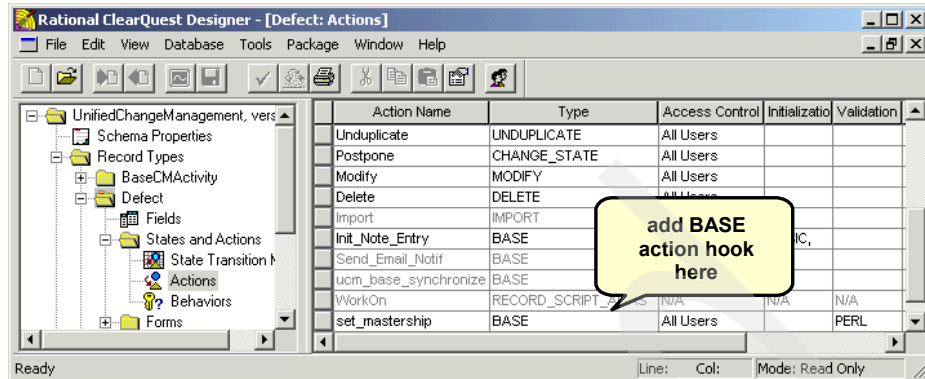 Rational ClearQuest Designer - [Defect: Actions]
File Edit View Database Tools Package Window Help
UnifiedChangeManagement, vers
Schema Properties
Record Types
BaseCMActivity
Defect
Fields
States and Actions
State Transition
Actions
Behaviors
Forms
Action Name Type Access Control Initializatio Validation
Unduplicate UNDUPLICATE All Users
Postpone CHANGE_STATE All Users
Modify MODIFY All Users
Delete DELETE All Users
Import IMPORT
Init_Note_Entry BASE
Send_Email_Notif BASE
ucm_base_synchronize BASE
WorkOn N/A N/A N/A
set_mastership BASE All Users PERL
add BASE
action hook
here
Ready Line: Col: Mode: Read Only